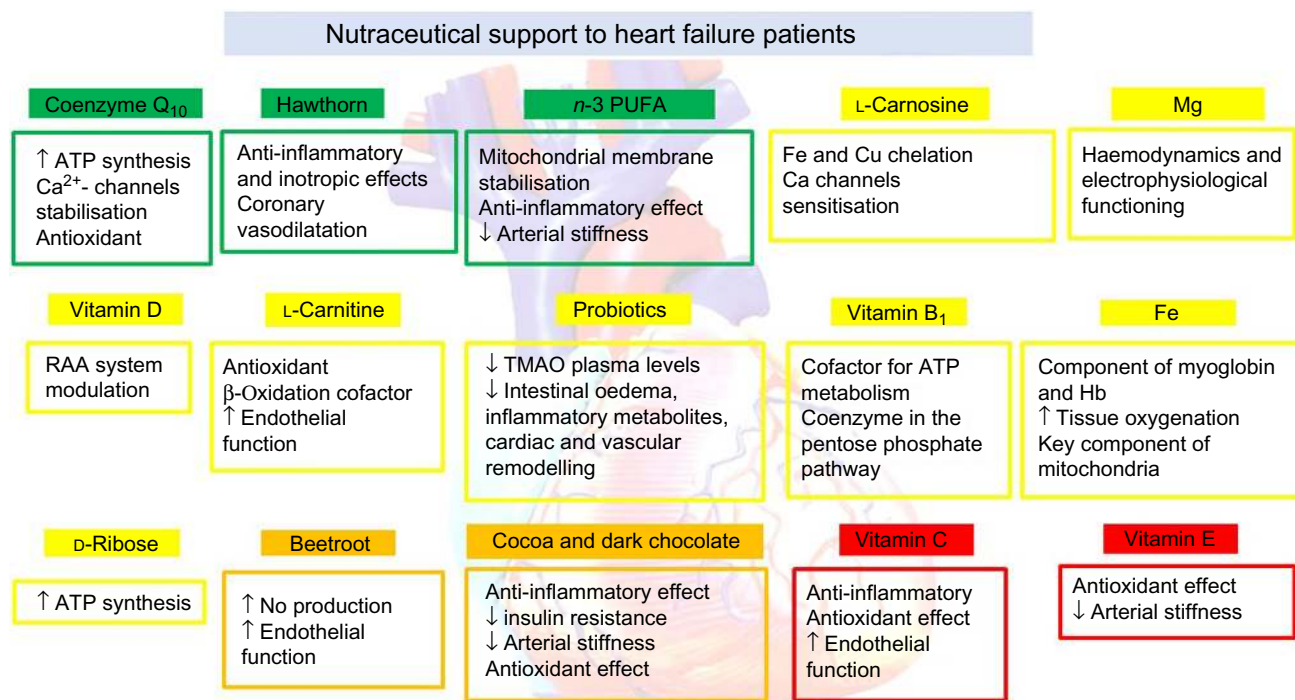 Nutraceutical support to heart failure patients
Coenzyme Q₁₀
↑ ATP synthesis
Ca²⁺- channels
stabilisation
Antioxidant
Hawthorn
Anti-inflammatory
and inotropic effects
Coronary
vasodilatation
n-3 PUFA
Mitochondrial membrane
stabilisation
Anti-inflammatory effect
↓ Arterial stiffness
L-Carnosine
Fe and Cu chelation
Ca channels
sensitisation
Mg
Haemodynamics and
electrophysiological
functioning
Vitamin D
RAA system
modulation
L-Carnitine
Antioxidant
β-Oxidation cofactor
↑ Endothelial
function
Probiotics
↓ TMAO plasma levels
↓ Intestinal oedema,
inflammatory metabolites,
cardiac and vascular
remodelling
Vitamin B₁
Cofactor for ATP
metabolism
Coenzyme in the
pentose phosphate
pathway
Fe
Component of myoglobin
and Hb
↑ Tissue oxygenation
Key component of
mitochondria
D-Ribose
↑ ATP synthesis
Beetroot
↑ No production
↑ Endothelial
function
Cocoa and dark chocolate
Anti-inflammatory effect
↓ insulin resistance
↓ Arterial stiffness
Antioxidant effect
Vitamin C
Anti-inflammatory
Antioxidant effect
↑ Endothelial
function
Vitamin E
Antioxidant effect
↓ Arterial stiffness